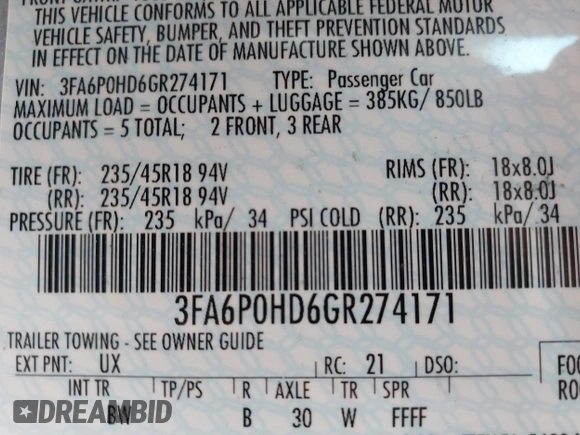 THIS VEHICLE CONFORMS TO ALL APPLICABLE FEDERAL MOTOR
VEHICLE SAFETY, BUMPER, AND THEFT PREVENTION STANDARDS
IN EFFECT ON THE DATE OF MANUFACTURE SHOWN ABOVE.
VIN: 3FA6P0HD6GR274171 TYPE: Passenger Car
MAXIMUM LOAD = OCCUPANTS + LUGGAGE = 385KG/ 850LB
OCCUPANTS = 5 TOTAL; 2 FRONT, 3 REAR
TIRE (FR): 235/45R18 94V RIMS (FR): 18x8.0J
(RR): 235/45R18 94V (RR): 18x8.0J
PRESSURE (FR): 235 kPa/ 34 PSI COLD (RR): 235 kPa/ 34
3FA6P0HD6GR274171
TRAILER TOWING - SEE OWNER GUIDE
EXT PNT: UX RC: 21 DSO:
INT TR TP/PS R AXLE TR SPR
BW B 30 W FFFF
DREAMBID